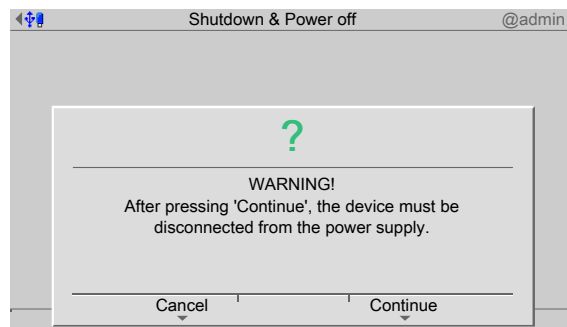 Shutdown & Power off
@admin
?
WARNING!
After pressing 'Continue', the device must be
disconnected from the power supply.
Cancel
Continue